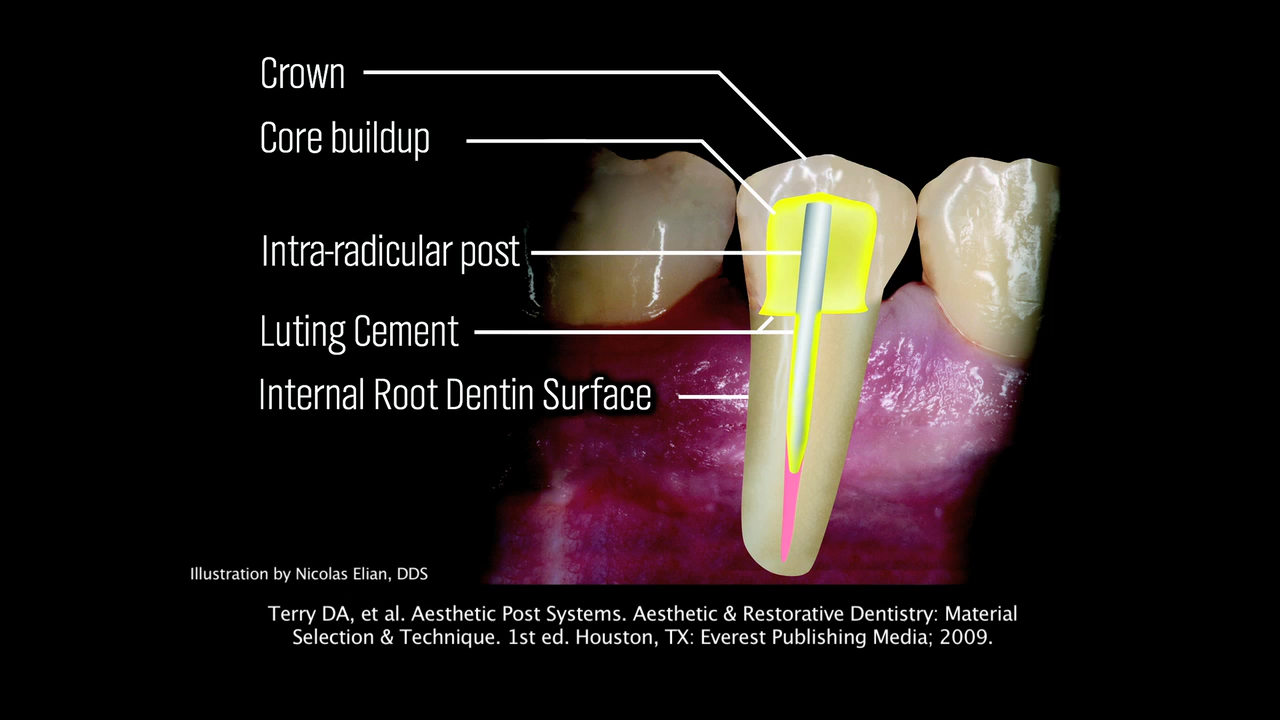 Crown
Core buildup
Intra-radicular post
Luting Cement
Internal Root Dentin Surface
Illustration by Nicolas Elian, DDS
Terry DA, et al. Aesthetic Post Systems. Aesthetic & Restorative Dentistry: Material
Selection & Technique. 1st ed. Houston, TX: Everest Publishing Media; 2009.